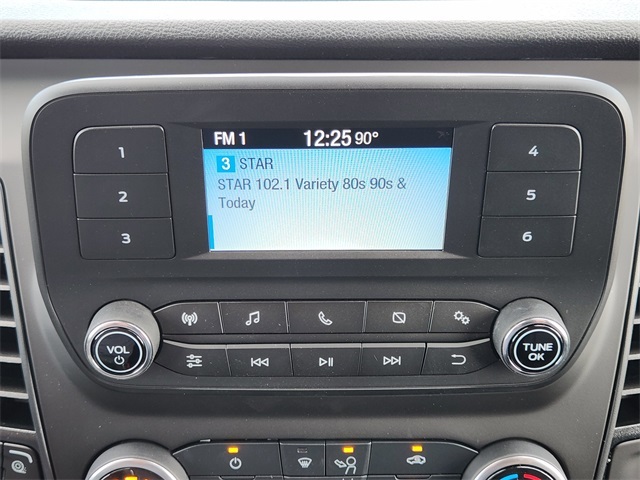 FM 1 12:25 90°
3 STAR
STAR 102.1 Variety 80s 90s &
Today
1
2
3
4
5
6
VOL
TUNE
OK